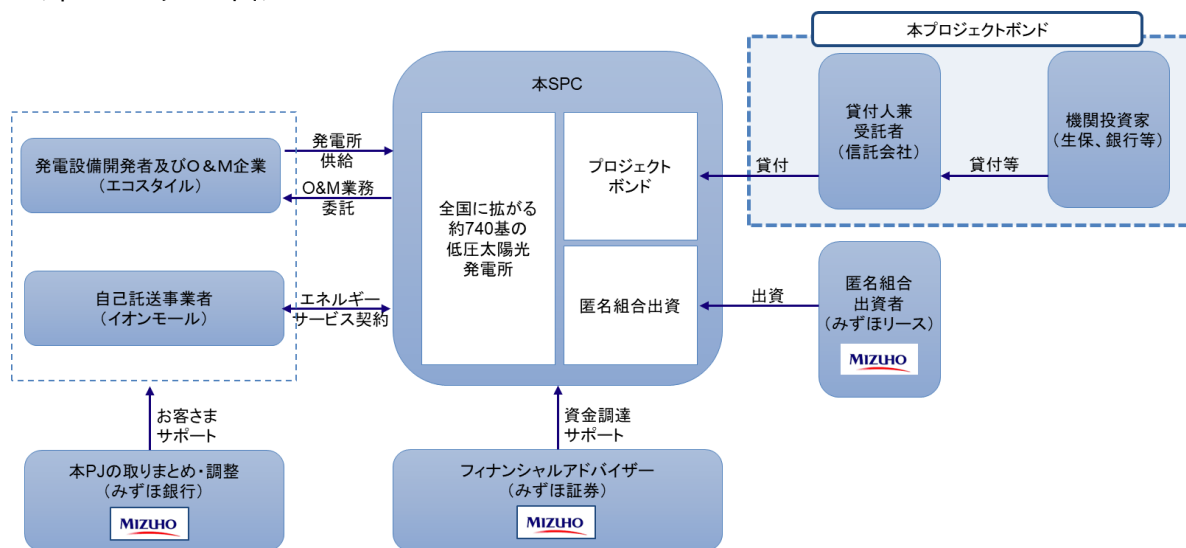 本プロジェクトボンド
本SPC
貸付人兼
受託者
(信託会社)
機関投資家
(生保、銀行等)
発電設備開発者及びO&M企業
(エコスタイル)
発電所
供給
O&M業務
委託
全国に拡がる
約740基の
低圧太陽光
発電所
プロジェクト
ボンド
貸付
貸付等
自己託送事業者
(イオンモール)
エネルギー
サービス契約
匿名組合出資
出資
匿名組合
出資者
(みずほリース)
MIZUHO
お客さま
サポート
資金調達
サポート
本PJの取りまとめ・調整
(みずほ銀行)
MIZUHO
フィナンシャルアドバイザー
(みずほ証券)
MIZUHO